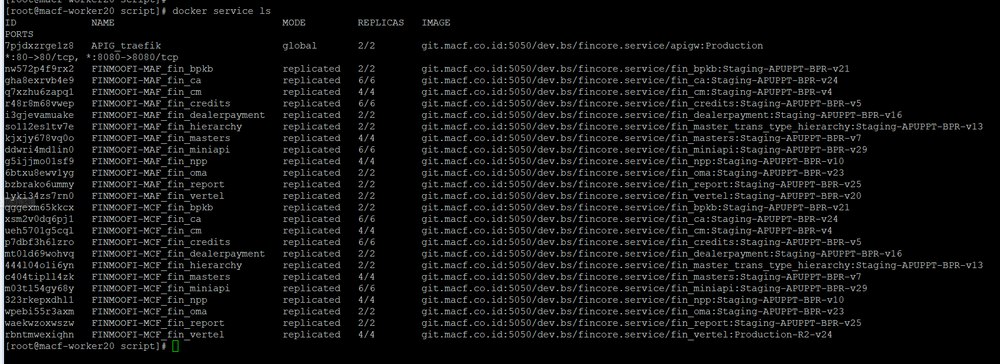 [root@macf-worker20 script]#
[root@macf-worker20 script]# docker service ls
ID NAME MODE REPLICAS IMAGE
PORTS
7pjdxzrge1z8 APIG_traefik global 2/2 git.macf.co.id:5050/dev.bs/fincore.service/apigw:Production
*:80->80/tcp, *:8080->8080/tcp
nw572p4f9rx2 FINMOOFI-MAF_fin_bpkb replicated 2/2 git.macf.co.id:5050/dev.bs/fincore.service/fin_bpkb:Staging-APUPPT-BPR-v21
gha8exrvb4e9 FINMOOFI-MAF_fin_ca replicated 6/6 git.macf.co.id:5050/dev.bs/fincore.service/fin_ca:Staging-APUPPT-BPR-v24
q7xzhu6zapq1 FINMOOFI-MAF_fin_cm replicated 4/4 git.macf.co.id:5050/dev.bs/fincore.service/fin_cm:Staging-APUPPT-BPR-v4
r48r8m68vwep FINMOOFI-MAF_fin_credits replicated 6/6 git.macf.co.id:5050/dev.bs/fincore.service/fin_credits:Staging-APUPPT-BPR-v5
i3gjevamuake FINMOOFI-MAF_fin_dealerpayment replicated 2/2 git.macf.co.id:5050/dev.bs/fincore.service/fin_dealerpayment:Staging-APUPPT-BPR-v16
so112es1tv7e FINMOOFI-MAF_fin_hierarchy replicated 2/2 git.macf.co.id:5050/dev.bs/fincore.service/fin_master_trans_type_hierarchy:Staging-APUPPT-BPR-v13
kjxjy678vq0o FINMOOFI-MAF_fin_masters replicated 4/4 git.macf.co.id:5050/dev.bs/fincore.service/fin_masters:Staging-APUPPT-BPR-v7
ddwri4md1in0 FINMOOFI-MAF_fin_miniapi replicated 6/6 git.macf.co.id:5050/dev.bs/fincore.service/fin_miniapi:Staging-APUPPT-BPR-v29
g5ijjmo01sf9 FINMOOFI-MAF_fin_npp replicated 4/4 git.macf.co.id:5050/dev.bs/fincore.service/fin_npp:Staging-APUPPT-BPR-v10
6btxu8ewv1yg FINMOOFI-MAF_fin_oma replicated 2/2 git.macf.co.id:5050/dev.bs/fincore.service/fin_oma:Staging-APUPPT-BPR-v23
bzbrako6ummy FINMOOFI-MAF_fin_report replicated 2/2 git.macf.co.id:5050/dev.bs/fincore.service/fin_report:Staging-APUPPT-BPR-v25
lyki34zs7rn0 FINMOOFI-MAF_fin_vertel replicated 2/2 git.macf.co.id:5050/dev.bs/fincore.service/fin_vertel:Staging-APUPPT-BPR-v20
qggexm65kkcx FINMOOFI-MCF_fin_bpkb replicated 2/2 git.macf.co.id:5050/dev.bs/fincore.service/fin_bpkb:Staging-APUPPT-BPR-v21
xsm2v0dq6pj1 FINMOOFI-MCF_fin_ca replicated 6/6 git.macf.co.id:5050/dev.bs/fincore.service/fin_ca:Staging-APUPPT-BPR-v24
ueh5701g5cql FINMOOFI-MCF_fin_cm replicated 4/4 git.macf.co.id:5050/dev.bs/fincore.service/fin_cm:Staging-APUPPT-BPR-v4
p7dbf3h6lzro FINMOOFI-MCF_fin_credits replicated 6/6 git.macf.co.id:5050/dev.bs/fincore.service/fin_credits:Staging-APUPPT-BPR-v5
mt0ld69wohvq FINMOOFI-MCF_fin_dealerpayment replicated 2/2 git.macf.co.id:5050/dev.bs/fincore.service/fin_dealerpayment:Staging-APUPPT-BPR-v16
444l04o1i6yn FINMOOFI-MCF_fin_hierarchy replicated 2/2 git.macf.co.id:5050/dev.bs/fincore.service/fin_master_trans_type_hierarchy:Staging-APUPPT-BPR-v13
c404tipll4zk FINMOOFI-MCF_fin_masters replicated 4/4 git.macf.co.id:5050/dev.bs/fincore.service/fin_masters:Staging-APUPPT-BPR-v7
m03t154gy68y FINMOOFI-MCF_fin_miniapi replicated 6/6 git.macf.co.id:5050/dev.bs/fincore.service/fin_miniapi:Staging-APUPPT-BPR-v29
323rkepxdhl1 FINMOOFI-MCF_fin_npp replicated 4/4 git.macf.co.id:5050/dev.bs/fincore.service/fin_npp:Staging-APUPPT-BPR-v10
wpebi55r3axm FINMOOFI-MCF_fin_oma replicated 2/2 git.macf.co.id:5050/dev.bs/fincore.service/fin_oma:Staging-APUPPT-BPR-v23
waekwzoxwszw FINMOOFI-MCF_fin_report replicated 2/2 git.macf.co.id:5050/dev.bs/fincore.service/fin_report:Staging-APUPPT-BPR-v25
rbntmwexiqhn FINMOOFI-MCF_fin_vertel replicated 4/4 git.macf.co.id:5050/dev.bs/fincore.service/fin_vertel:Production-R2-v24
[root@macf-worker20 script]#